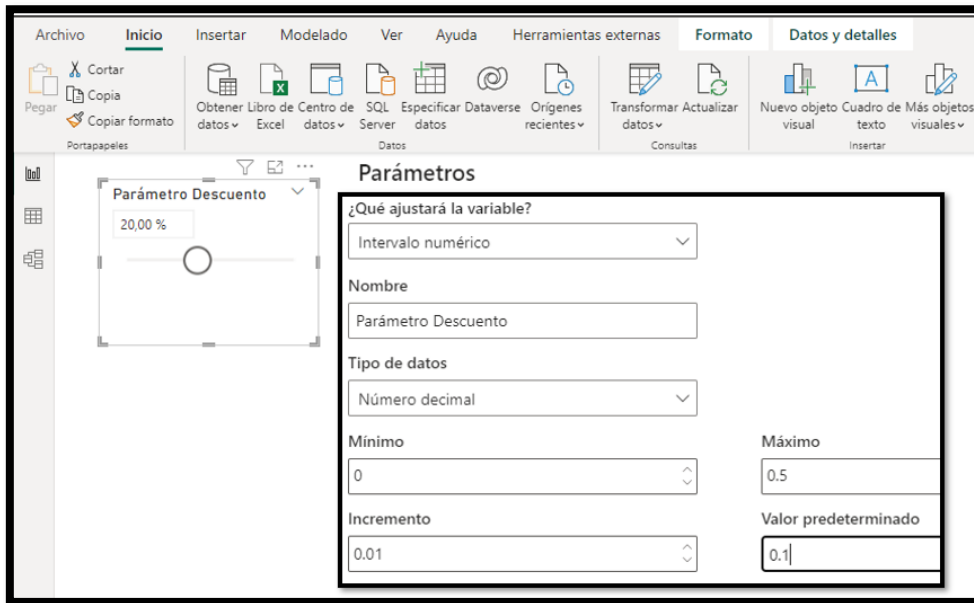 Archivo Inicio Insertar Modelado Ver Ayuda Herramientas externas Formato Datos y detalles
Pegar
Cortar
Copia
Copiar formato
Portapapeles
Obtener datos
Libro de Excel
Centro de datos
SQL Server
Especificar datos
Dataverse
Orígenes recientes
Datos
Transformar datos
Actualizar
Consultas
Nuevo objeto visual
Cuadro de texto
Más objetos visuales
Insertar
Parámetro Descuento
20,00 %
Parámetros
¿Qué ajustará la variable?
Intervalo numérico
Nombre
Parámetro Descuento
Tipo de datos
Número decimal
Mínimo Máximo
0 0.5
Incremento Valor predeterminado
0.01 0.1